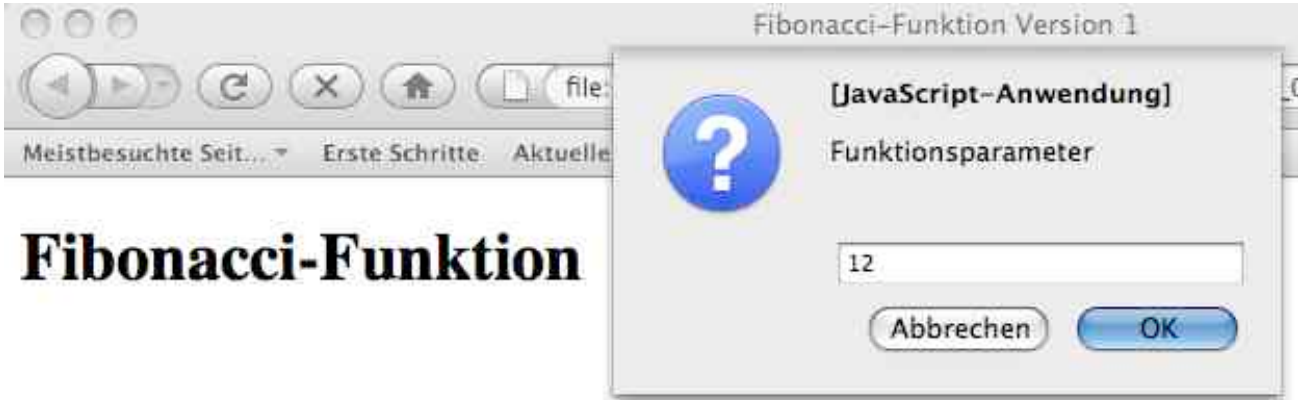 Fibonacci-Funktion Version 1
file:
Meistbesuchte Seit... Erste Schritte Aktuelle
[JavaScript-Anwendung]
Funktionsparameter
12
Abbrechen OK
Fibonacci-Funktion